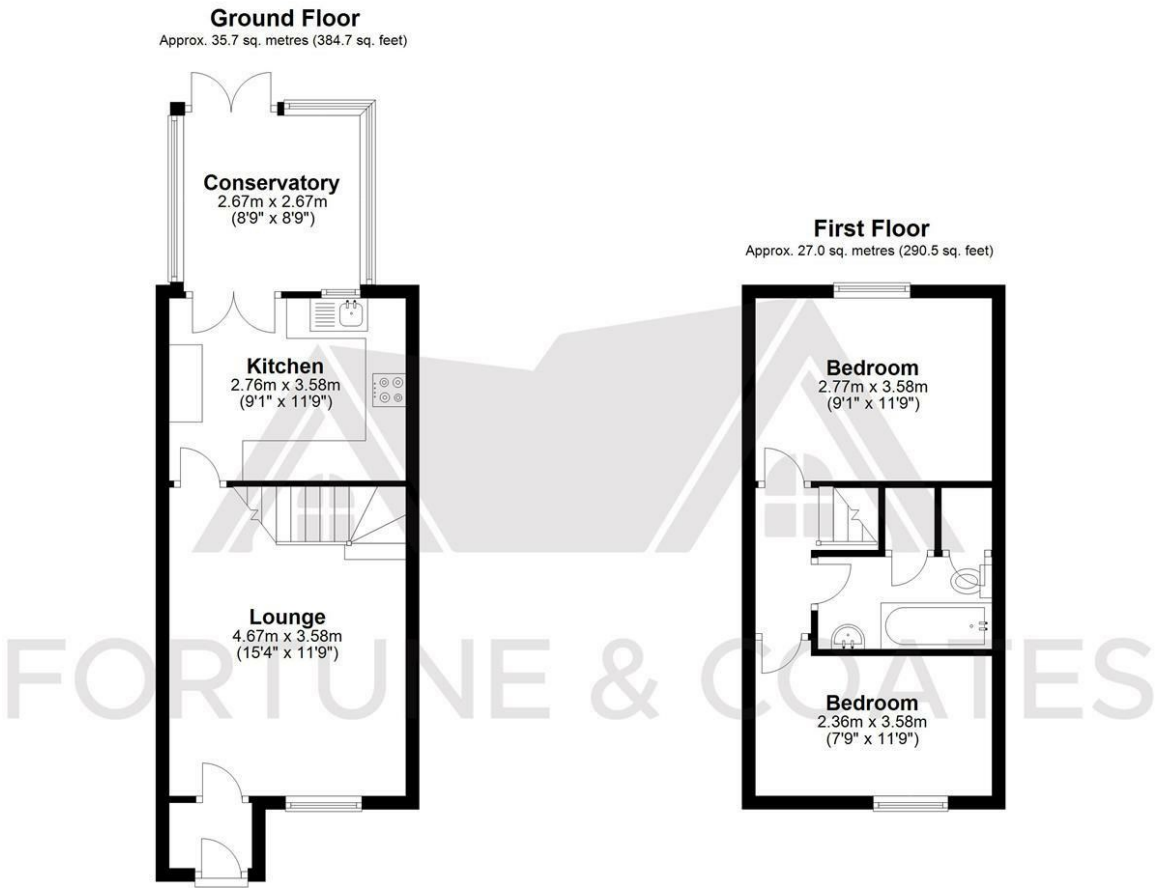 Ground Floor
Approx. 35.7 sq. metres (384.7 sq. feet)
Conservatory
2.67m x 2.67m
(8'9" x 8'9")
Kitchen
2.76m x 3.58m
(9'1" x 11'9")
Lounge
4.67m x 3.58m
(15'4" x 11'9")
First Floor
Approx. 27.0 sq. metres (290.5 sq. feet)
Bedroom
2.77m x 3.58m
(9'1" x 11'9")
Bedroom
2.36m x 3.58m
(7'9" x 11'9")
FORTUNE & COATES